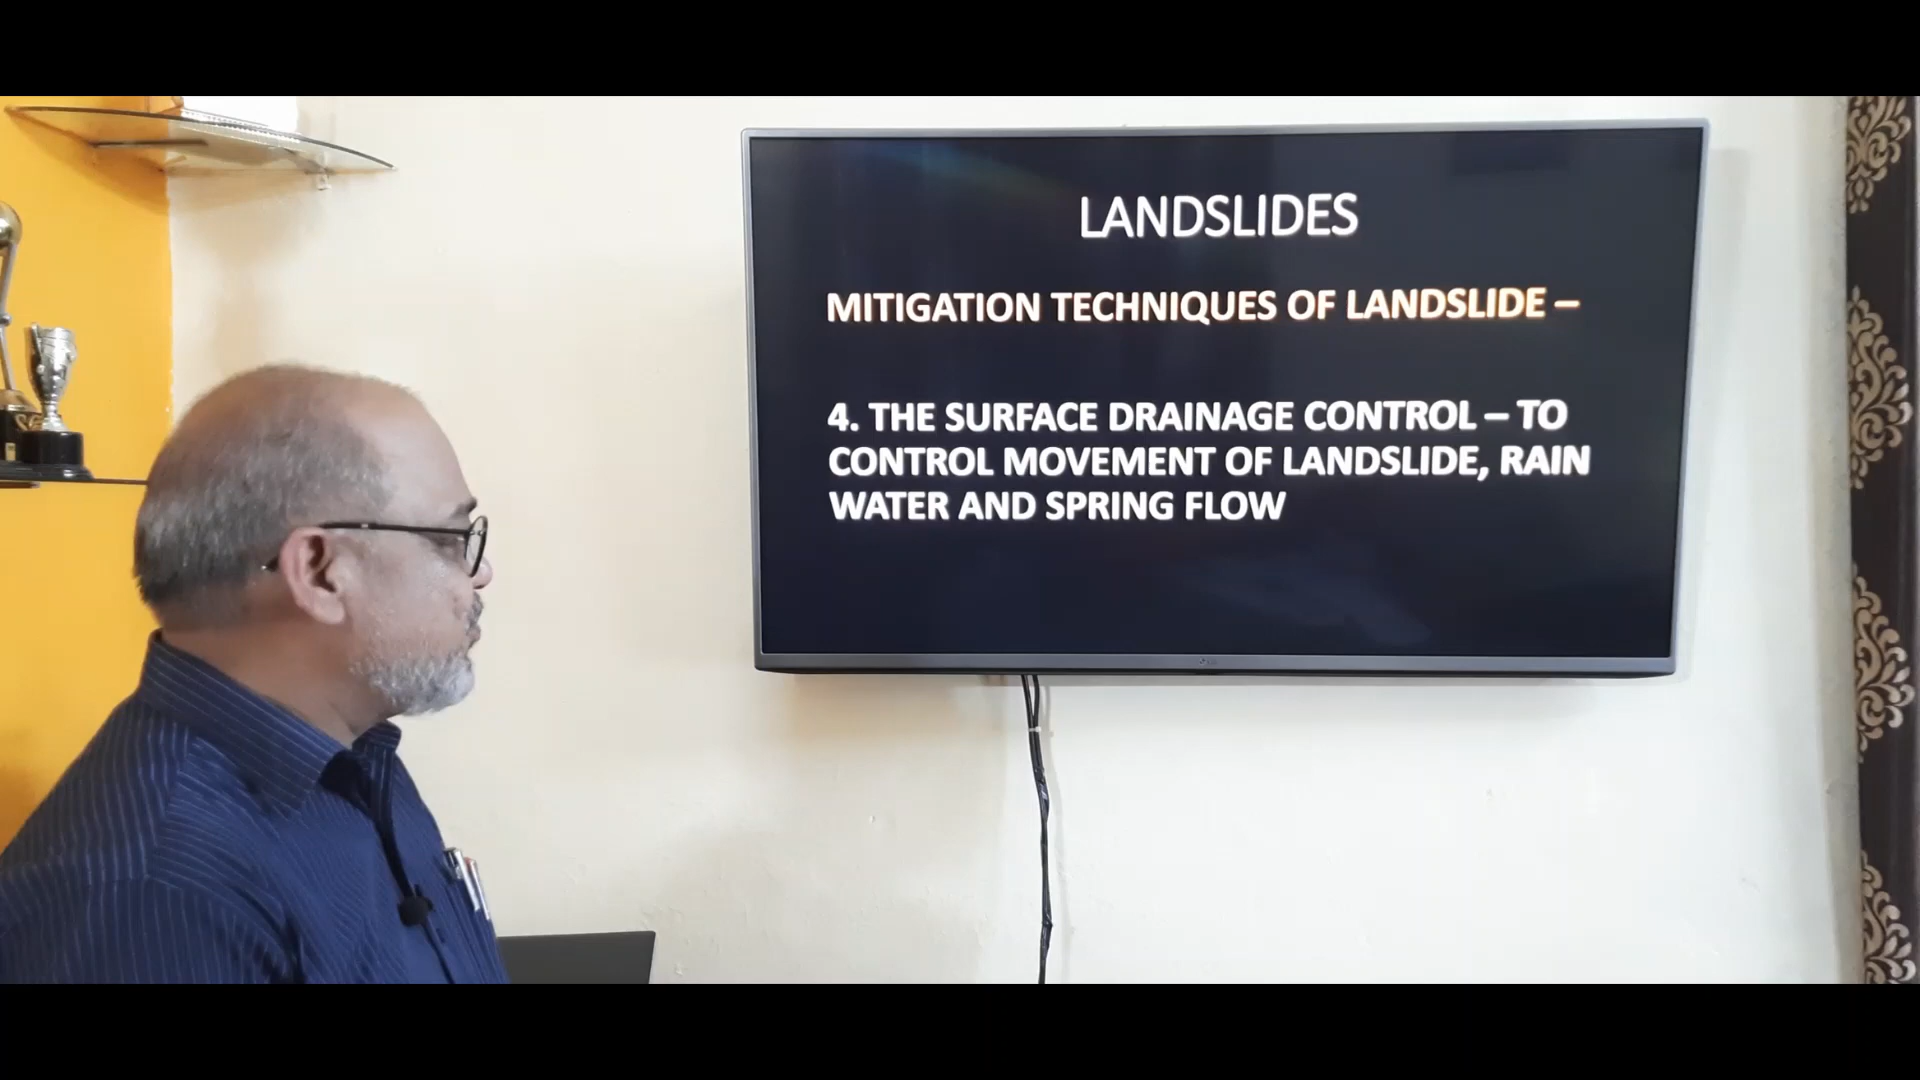 LANDSLIDES
MITIGATION TECHNIQUES OF LANDSLIDE –
4. THE SURFACE DRAINAGE CONTROL – TO
CONTROL MOVEMENT OF LANDSLIDE, RAIN
WATER AND SPRING FLOW